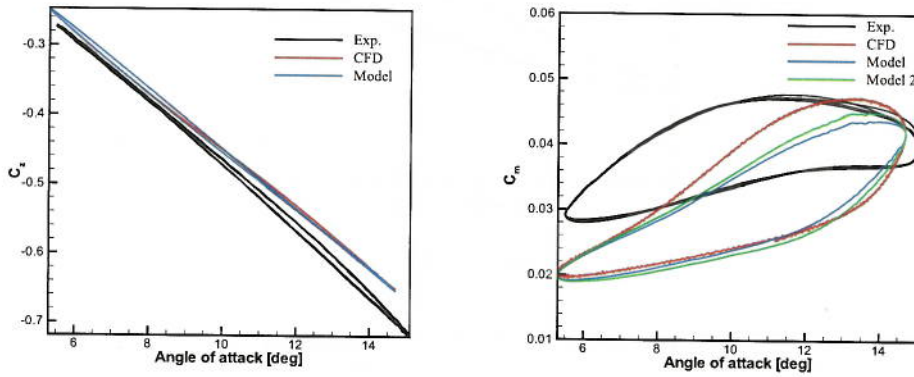 -0.3
-0.4
-0.5
-0.6
-0.7
C_z
6 8 10 12 14
Angle of attack [deg]
Exp.
CFD
Model
0.06
0.05
0.04
0.03
0.02
0.01
C_m
6 8 10 12 14
Angle of attack [deg]
Exp.
CFD
Model
Model 2